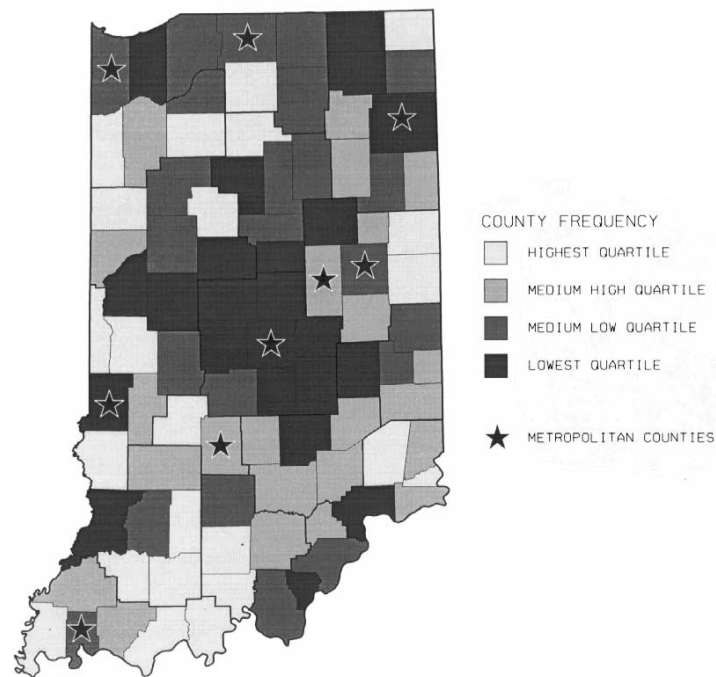 COUNTY FREQUENCY
HIGHEST QUARTILE
MEDIUM HIGH QUARTILE
MEDIUM LOW QUARTILE
LOWEST QUARTILE
METROPOLITAN COUNTIES